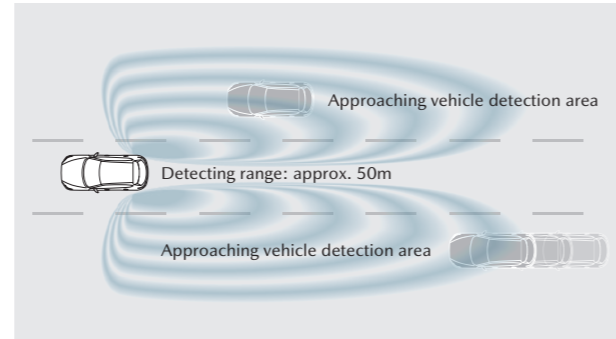 Approaching vehicle detection area
Detecting range: approx. 50m
Approaching vehicle detection area